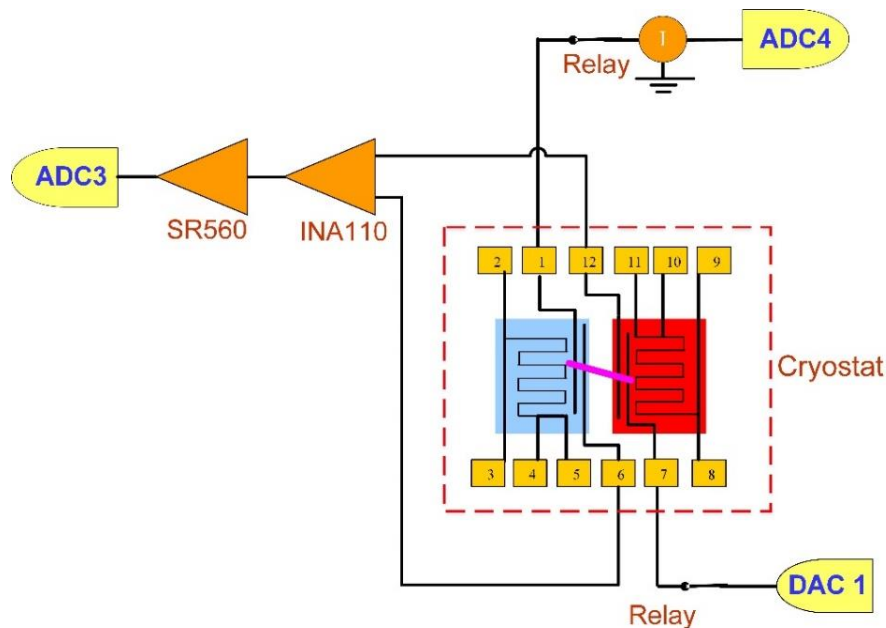 I
ADC4
Relay
ADC3
SR560
INA110
2
1
12
11
10
9
Cryostat
3
4
5
6
7
8
DAC 1
Relay